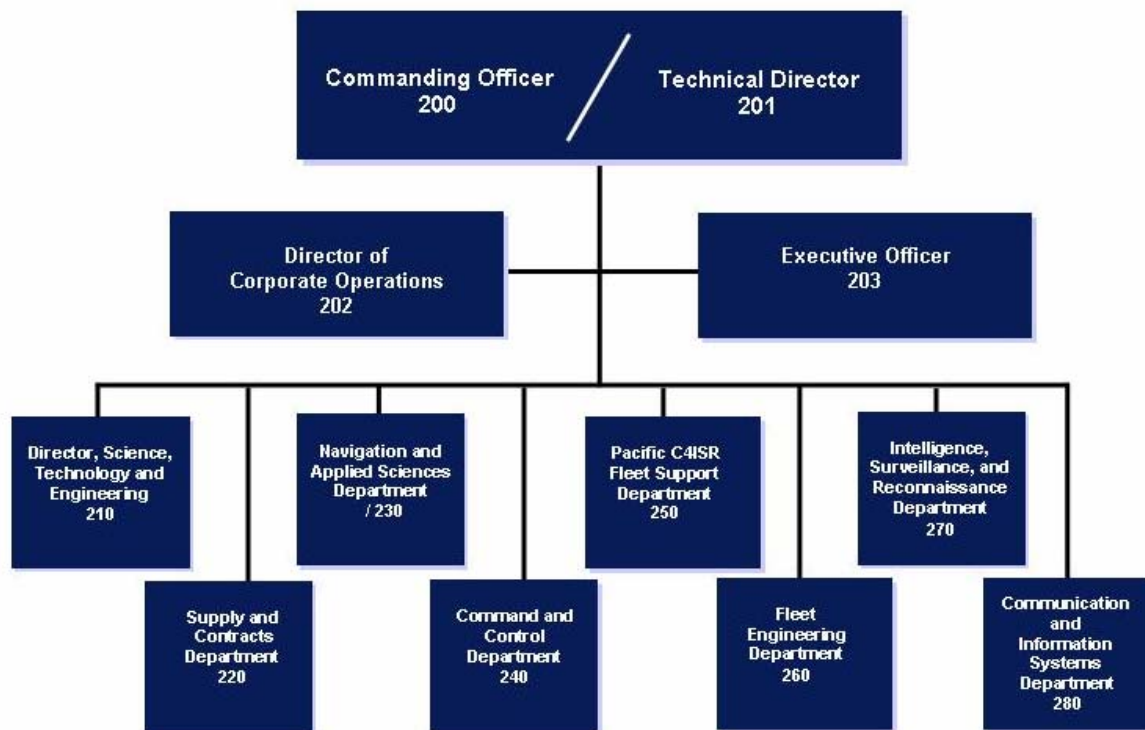 Commanding Officer
200
Technical Director
201
Director of
Corporate Operations
202
Executive Officer
203
Director, Science,
Technology and
Engineering
210
Navigation and
Applied Sciences
Department
/ 230
Pacific C4ISR
Fleet Support
Department
250
Intelligence,
Surveillance, and
Reconnaissance
Department
270
Supply and
Contracts
Department
220
Command and
Control
Department
240
Fleet
Engineering
Department
260
Communication
and
Information
Systems
Department
280